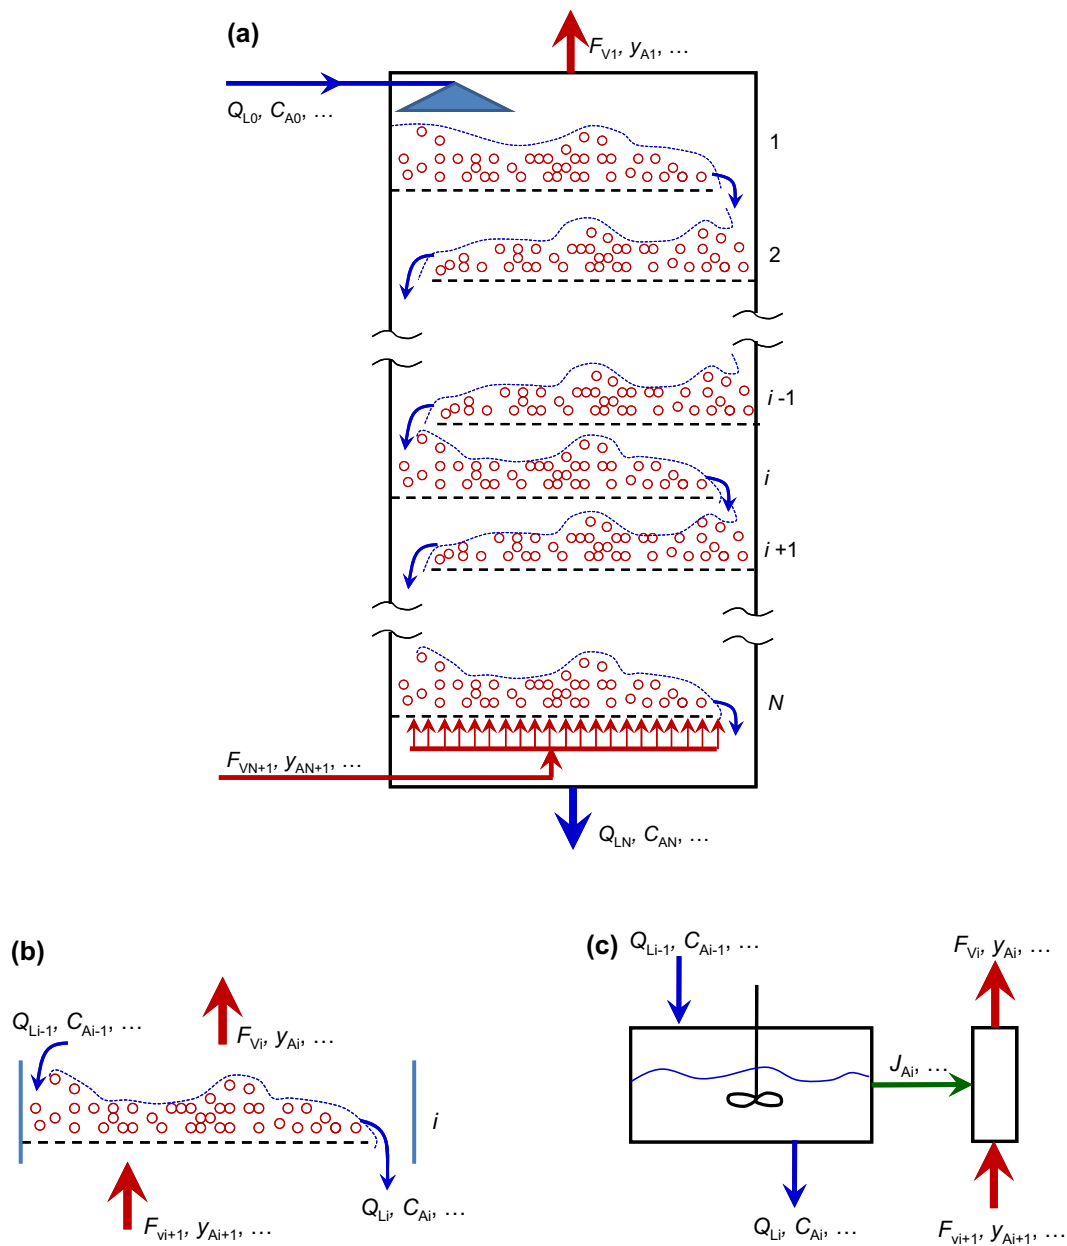 (a)
F_V1, y_A1, …
Q_L0, C_A0, …
1
2
i -1
i
i +1
N
F_VN+1, y_AN+1, …
Q_LN, C_AN, …
(b)
Q_Li-1, C_Ai-1, …
F_Vi, y_Ai, …
i
Q_Li, C_Ai, …
F_vi+1, y_Ai+1, …
(c)
Q_Li-1, C_Ai-1, …
F_Vi, y_Ai, …
J_Ai, …
Q_Li, C_Ai, …
F_vi+1, y_Ai+1, …